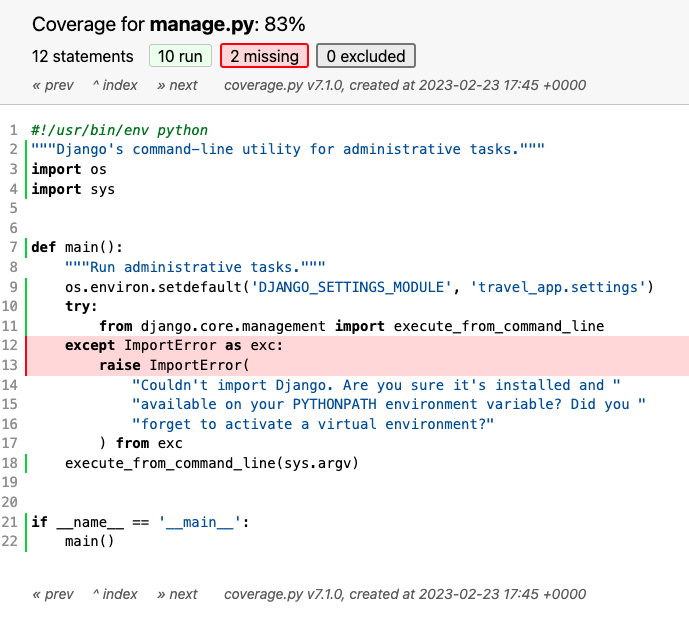 Coverage for manage.py: 83%
12 statements 10 run 2 missing 0 excluded
« prev ^ index » next coverage.py v7.1.0, created at 2023-02-23 17:45 +0000
1 #!/usr/bin/env python
2 """Django's command-line utility for administrative tasks."""
3 import os
4 import sys
5
6
7 def main():
8     """Run administrative tasks."""
9     os.environ.setdefault('DJANGO_SETTINGS_MODULE', 'travel_app.settings')
10     try:
11         from django.core.management import execute_from_command_line
12     except ImportError as exc:
13         raise ImportError(
14             "Couldn't import Django. Are you sure it's installed and "
15             "available on your PYTHONPATH environment variable? Did you "
16             "forget to activate a virtual environment?"
17         ) from exc
18     execute_from_command_line(sys.argv)
19
20
21 if __name__ == '__main__':
22     main()
« prev ^ index » next coverage.py v7.1.0, created at 2023-02-23 17:45 +0000